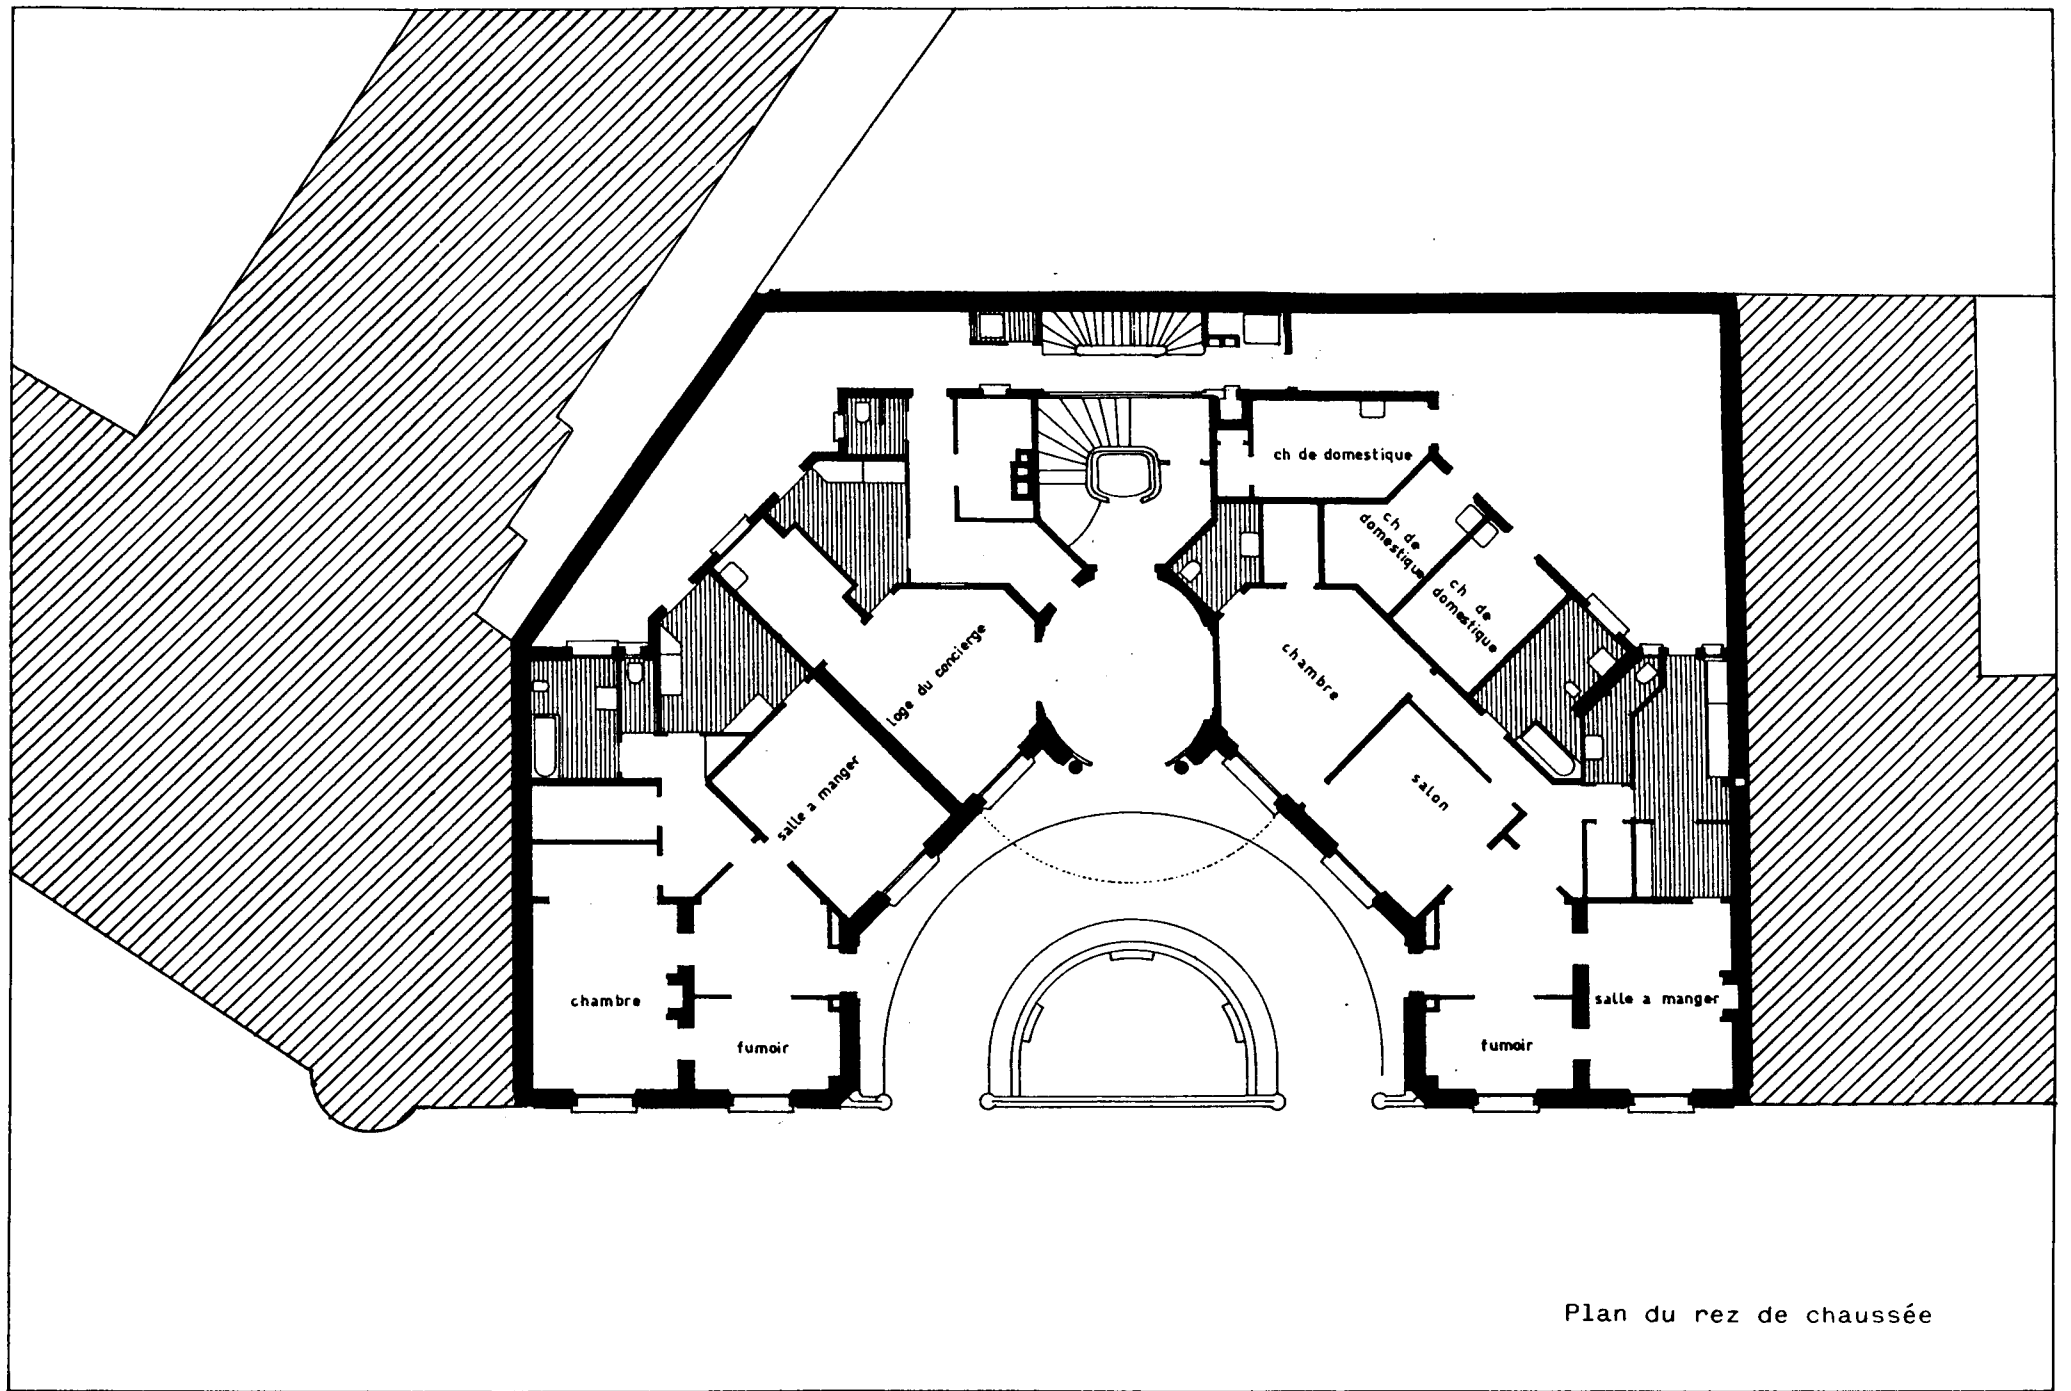 ch de domestique
ch de
domestique
ch de
domestique
loge du concierge
chambre
salle a manger
salon
chambre
fumoir
fumoir
salle a manger
Plan du rez de chaussée